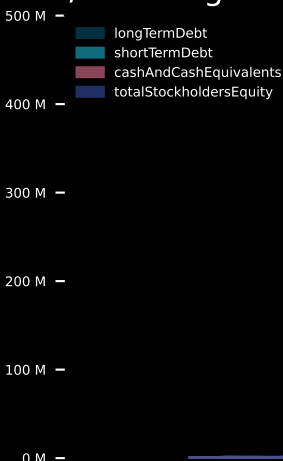 500 M
longTermDebt
shortTermDebt
cashAndCashEquivalents
totalStockholdersEquity
400 M
300 M
200 M
100 M
0 M